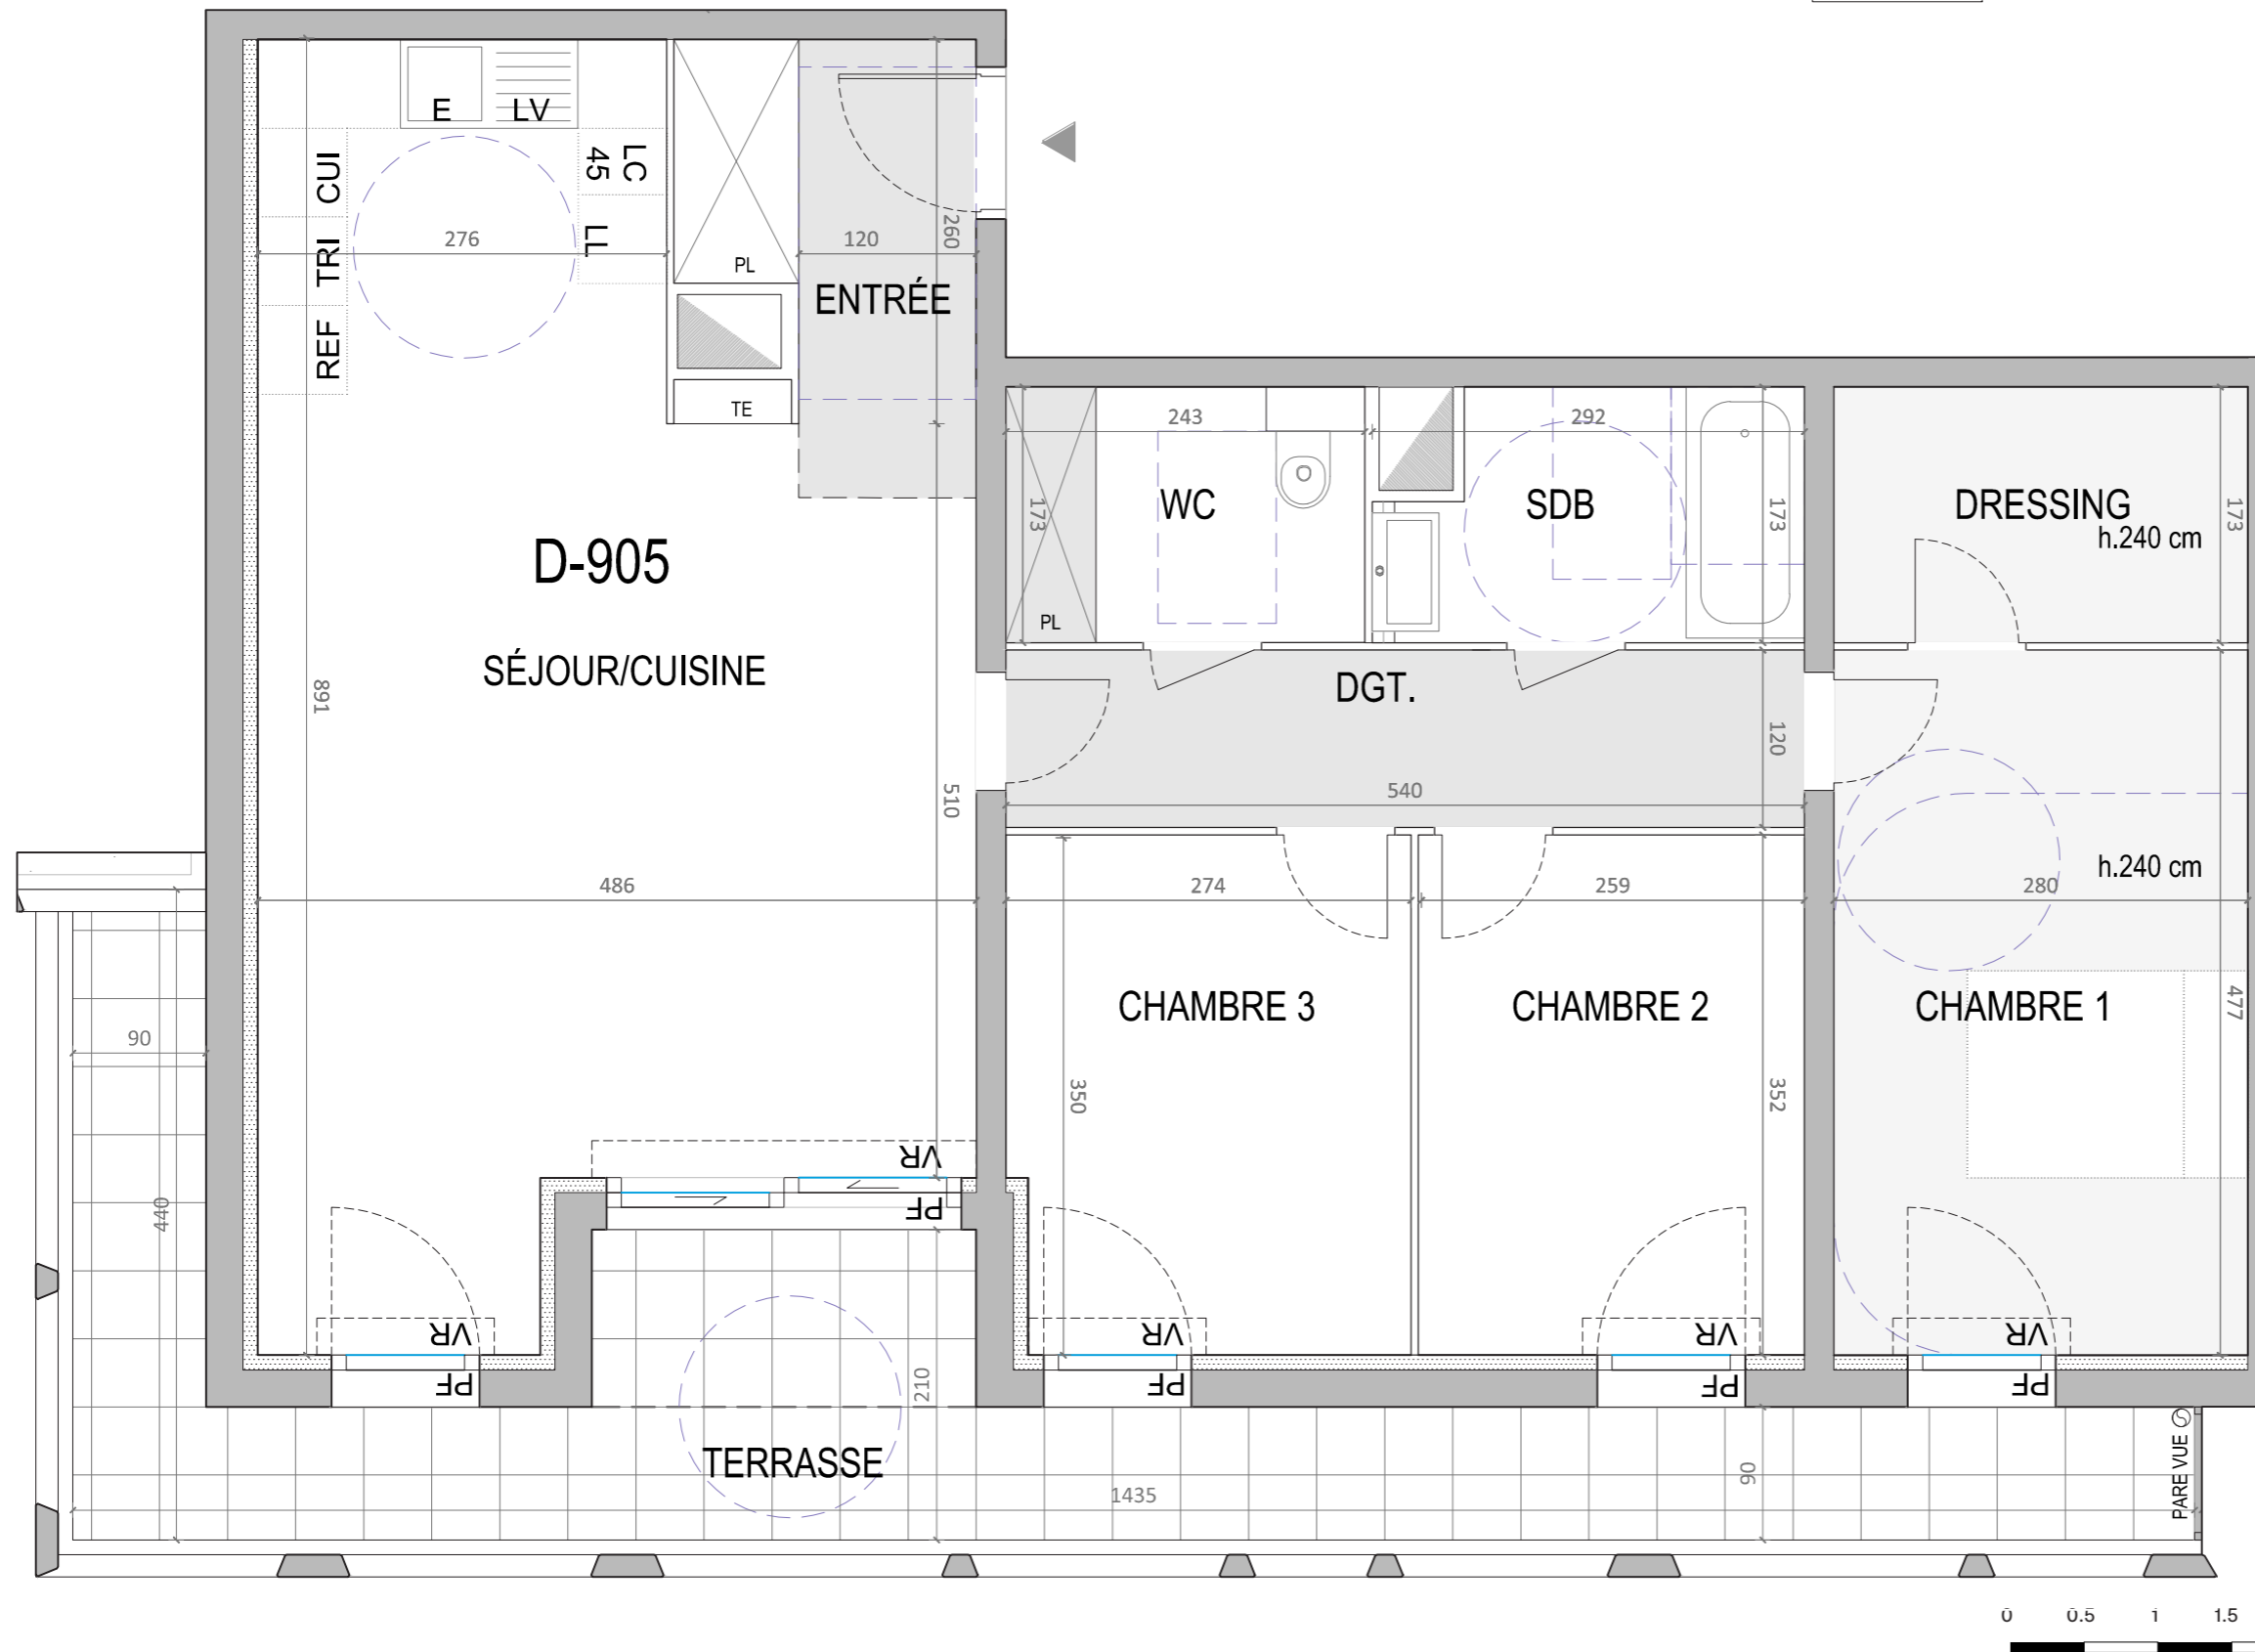 E
LV
CUI
TRI
REF
LC
45
LL
276
PL
TE
120
260
ENTRÉE
243
173
WC
PL
292
SDB
173
DRESSING
h.240 cm
173
D-905
SÉJOUR/CUISINE
891
DGT.
120
540
510
486
274
259
h.240 cm
280
CHAMBRE 3
CHAMBRE 2
CHAMBRE 1
477
90
350
352
440
VR
PF
VR
PF
VR
PF
VR
PF
VR
PF
210
TERRASSE
1435
90
PARE VUE
0 0.5 1 1.5